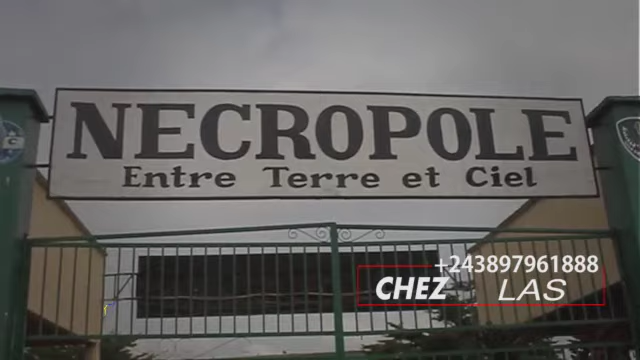 NECROPOLE
Entre Terre et Ciel
+243897961888
CHEZ LAS